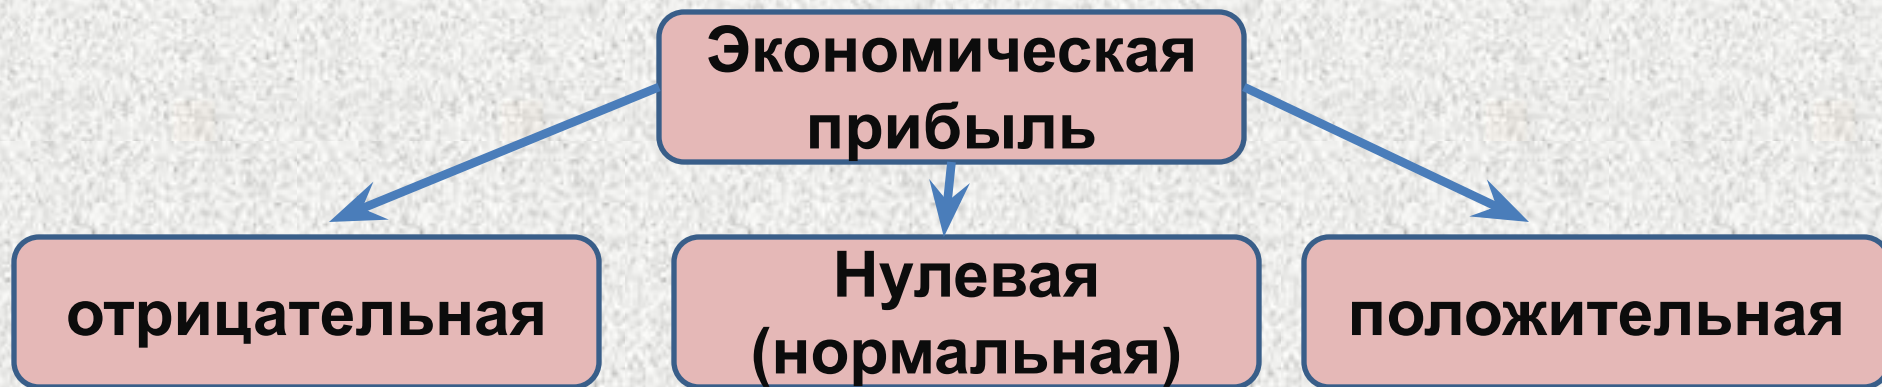 Экономическая
прибыль
отрицательная
Нулевая
(нормальная)
положительная